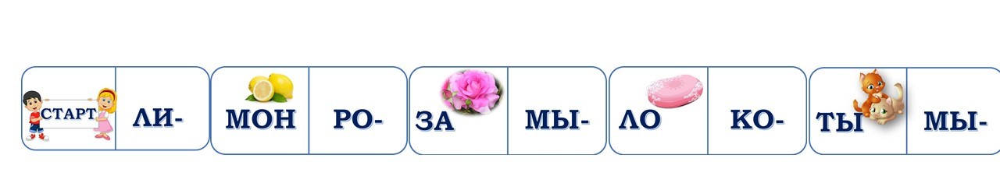 СТАРТ ЛИ- МОН РО- ЗА МЫ- ЛО КО- ТЫ МЫ-